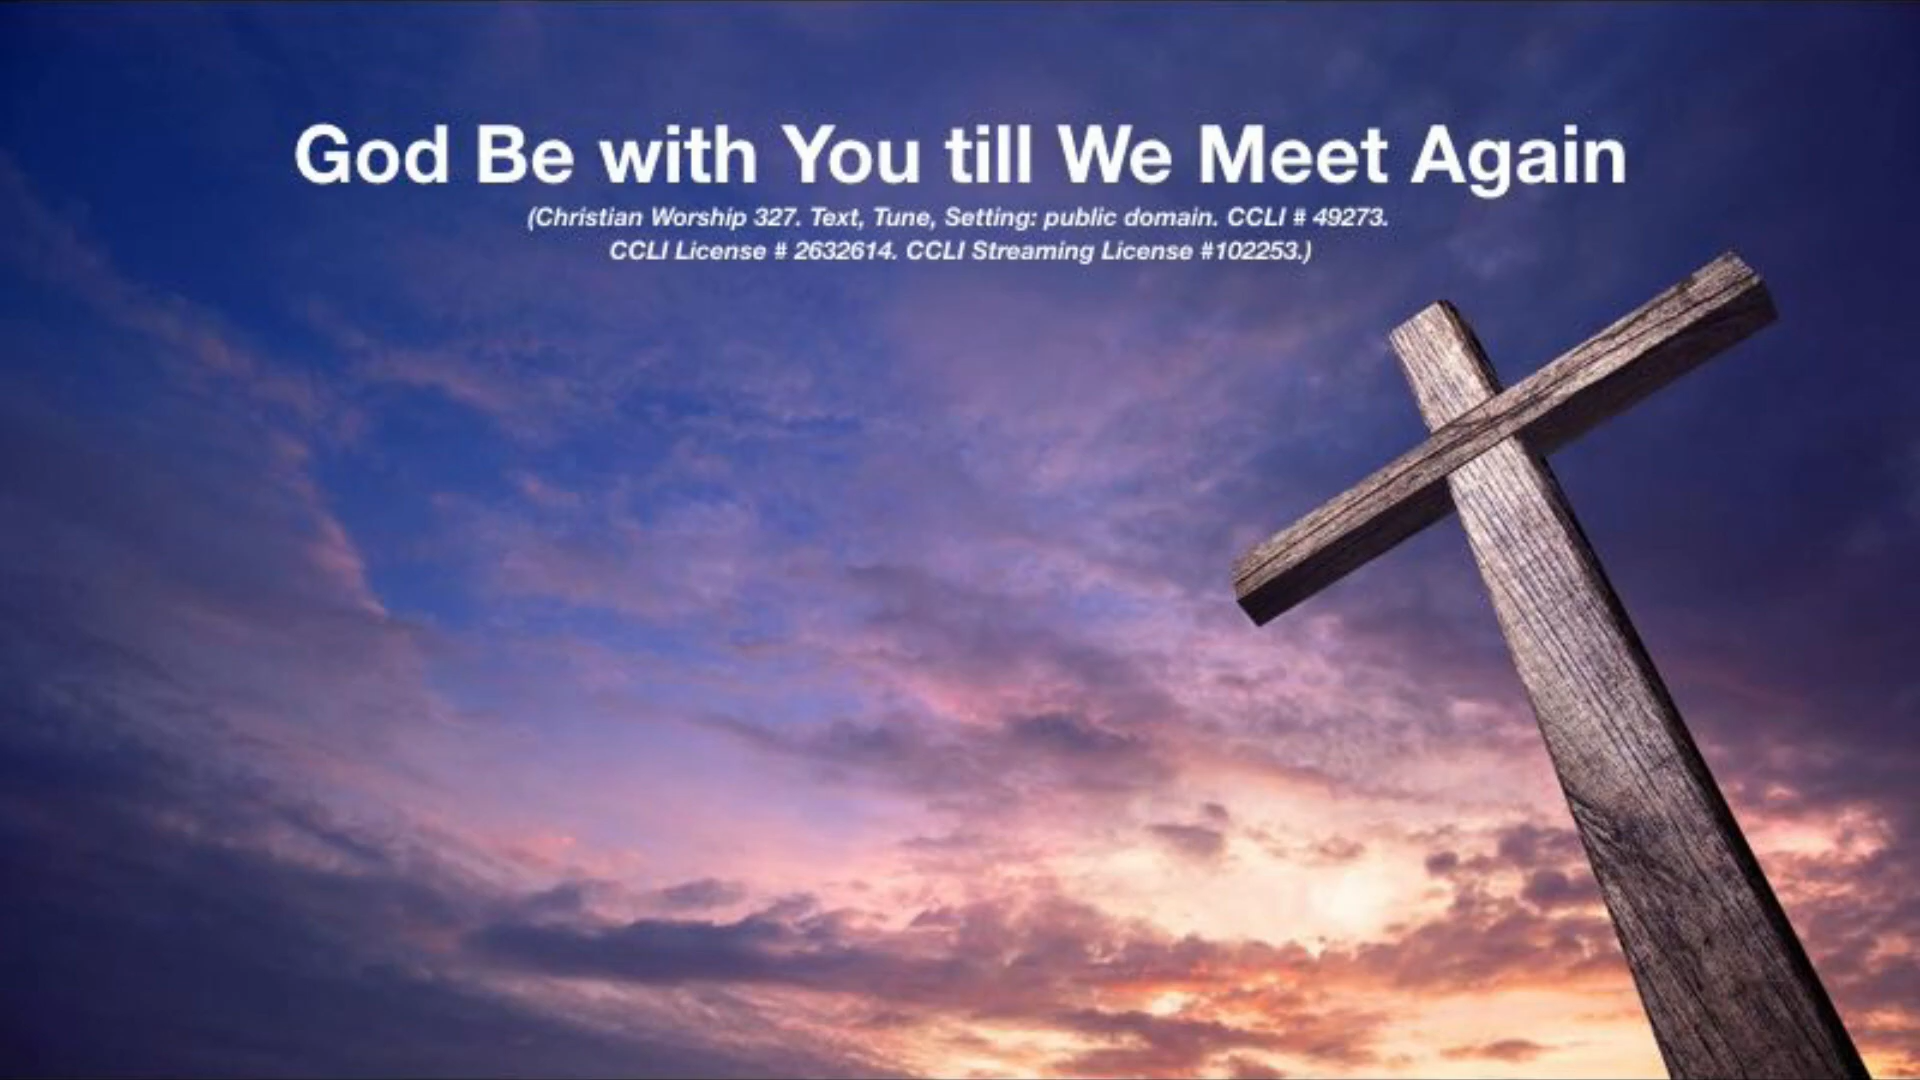 God Be with You till We Meet Again
(Christian Worship 327. Text, Tune, Setting: public domain. CCLI # 49273.
CCLI License # 2632614. CCLI Streaming License #102253.)